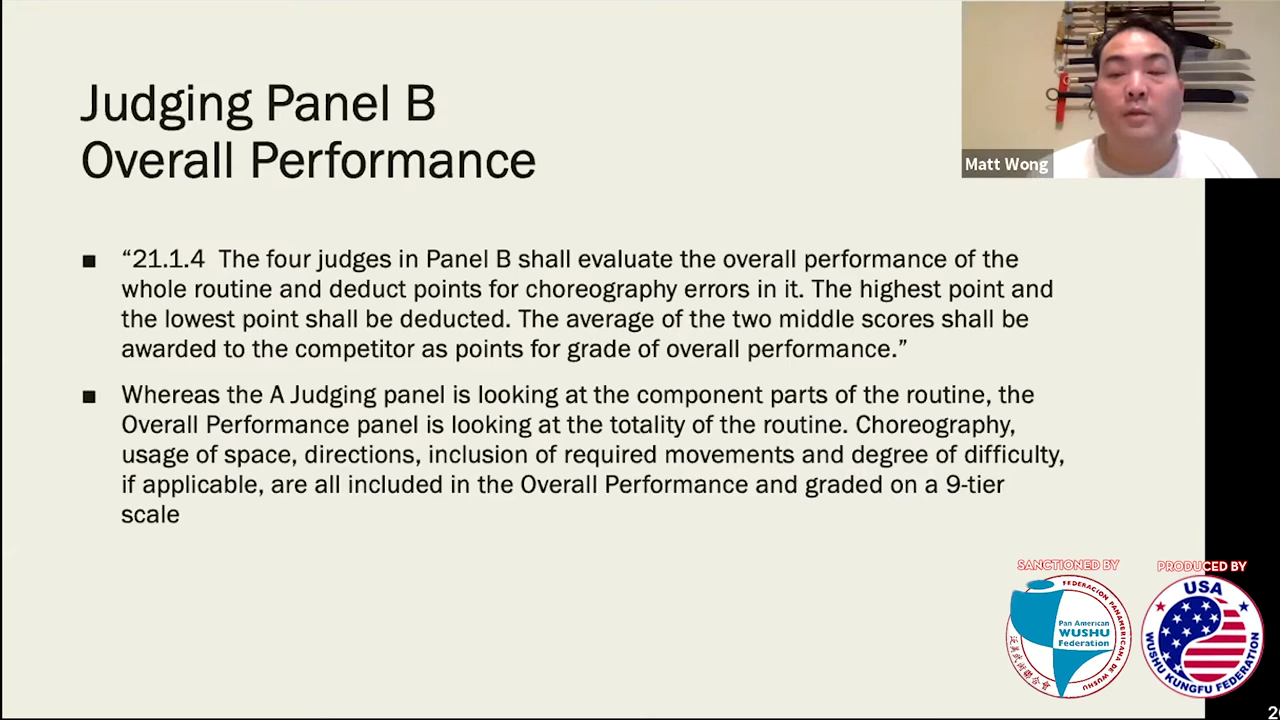 Judging Panel B
Overall Performance
Matt Wong
■ “21.1.4 The four judges in Panel B shall evaluate the overall performance of the
whole routine and deduct points for choreography errors in it. The highest point and
the lowest point shall be deducted. The average of the two middle scores shall be
awarded to the competitor as points for grade of overall performance.”
■ Whereas the A Judging panel is looking at the component parts of the routine, the
Overall Performance panel is looking at the totality of the routine. Choreography,
usage of space, directions, inclusion of required movements and degree of difficulty,
if applicable, are all included in the Overall Performance and graded on a 9-tier
scale
SANCTIONED BY
FEDERACION PANAMERICANA DE WUSHU
Pan American
WUSHU
Federation
PRODUCED BY
USA
WUSHU KUNGFU FEDERATION